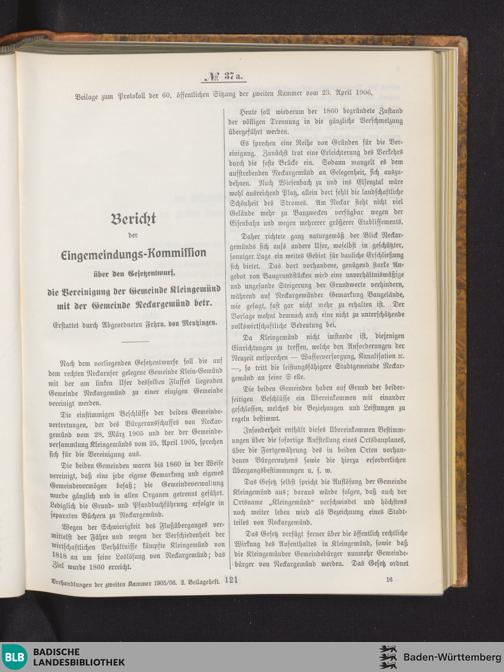 № 37a.
Beilage zum Protokoll der 60. öffentlichen Sitzung der zweiten Kammer vom 23. April 1906.
Bericht
der
Eingemeindungs-Kommission
über den Gesetzentwurf,
die Vereinigung der Gemeinde Kleingemünd
mit der Gemeinde Neckargemünd betr.
Erstattet durch Abgeordneten Fehrn. von Mentzingen.
Nach dem vorliegenden Gesetzentwurfe soll die auf
dem rechten Neckarufer gelegene Gemeinde Klein-Gemünd
mit der am linken Ufer desselben Flusses liegenden
Gemeinde Neckargemünd zu einer einzigen Gemeinde
vereinigt werden.
Die einstimmigen Beschlüsse der beiden Gemeinde-
vertretungen, der des Bürgerausschusses von Neckar-
gemünd vom 28. März 1905 und der der Gemeinde-
versammlung Kleingemünds vom 25. April 1905, sprechen
sich für die Vereinigung aus.
Die beiden Gemeinden waren bis 1860 in der Weise
vereinigt, daß eine jede eigene Gemarkung und eigenes
Gemeindevermögen besaß; die Gemeindeverwaltung
wurde gänzlich und in allen Organen getrennt geführt.
Lediglich die Grund- und Pfandbuchführung erfolgte in
separaten Büchern zu Neckargemünd.
Wegen der Schwierigkeit des Flußüberganges ver-
mittelst der Fähre und wegen der Verschiedenheit der
wirtschaftlichen Verhältnisse kämpfte Kleingemünd von
1818 an um seine Loslösung von Neckargemünd; das
Ziel wurde 1860 erreicht.
Heute soll wiederum der 1860 begründete Zustand
der völligen Trennung in die gänzliche Verschmelzung
übergeführt werden.
Es sprechen eine Reihe von Gründen für die Ver-
einigung. Zunächst trat eine Erleichterung des Verkehrs
durch die feste Brücke ein. Sodann mangelt es dem
aufstrebenden Neckargemünd an Gelegenheit, sich auszu-
dehnen. Nach Wiesenbach zu und ins Elsenztal wäre
wohl ausreichend Platz, allein dort fehlt die landschaftliche
Schönheit des Stromes. Am Neckar steht nicht viel
Gelände mehr zu Bauzwecken verfügbar wegen der
Eisenbahn und wegen mehrerer größerer Etablissements.
Daher richtete ganz naturgemäß der Blick Neckar-
gemünds sich aufs andere Ufer, woselbst in geschützter,
sonniger Lage ein weites Gebiet für bauliche Erschließung
sich bietet. Das dort vorhandene, genügend starke An-
gebot von Baugrundstücken wird eine unverhältnismäßige
und ungesunde Steigerung der Grundwerte verhindern,
während auf Neckargemünder Gemarkung Baugelände,
wie gesagt, fast gar nicht mehr zu erhalten ist. Der
Vorlage wohnt demnach auch eine nicht zu unterschätzende
volkswirtschaftliche Bedeutung bei.
Da Kleingemünd nicht imstande ist, diejenigen
Einrichtungen zu treffen, welche den Anforderungen der
Neuzeit entsprechen — Wasserversorgung, Kanalisation ꝛc.
—, so tritt die leistungsfähigere Stadtgemeinde Neckar-
gemünd an seine S elle.
Die beiden Gemeinden haben auf Grund der beider-
seitigen Beschlüsse ein Übereinkommen mit einander
geschlossen, welches die Beziehungen und Leistungen zu
regeln bestimmt.
Insonderheit enthält dieses Übereinkommen Bestimm-
ungen über die sofortige Aufstellung eines Ortsbauplanes,
über die Fortgewährung des in beiden Orten vorhan-
denen Bürgernutzens sowie die hierzu erforderlichen
Übergangsbestimmungen u. s. w.
Das Gesetz selbst spricht die Auflösung der Gemeinde
Kleingemünd aus; daraus würde folgen, daß auch der
Ortsname „Kleingemünd“ verschwindet und höchstens
noch weiter leben wird als Bezeichnung eines Stadt-
teiles von Neckargemünd.
Das Gesetz verfügt ferner über die öffentlich rechtliche
Wirkung des Aufenthaltes in Kleingemünd, sowie daß
die Kleingemünder Gemeindebürger nunmehr Gemeinde-
bürger von Neckargemünd werden. Das Gesetz ordnet
Verhandlungen der zweiten Kammer 1905/06. 2. Beilageheft.
121
16
BLB BADISCHE
LANDESBIBLIOTHEK
Baden-Württemberg